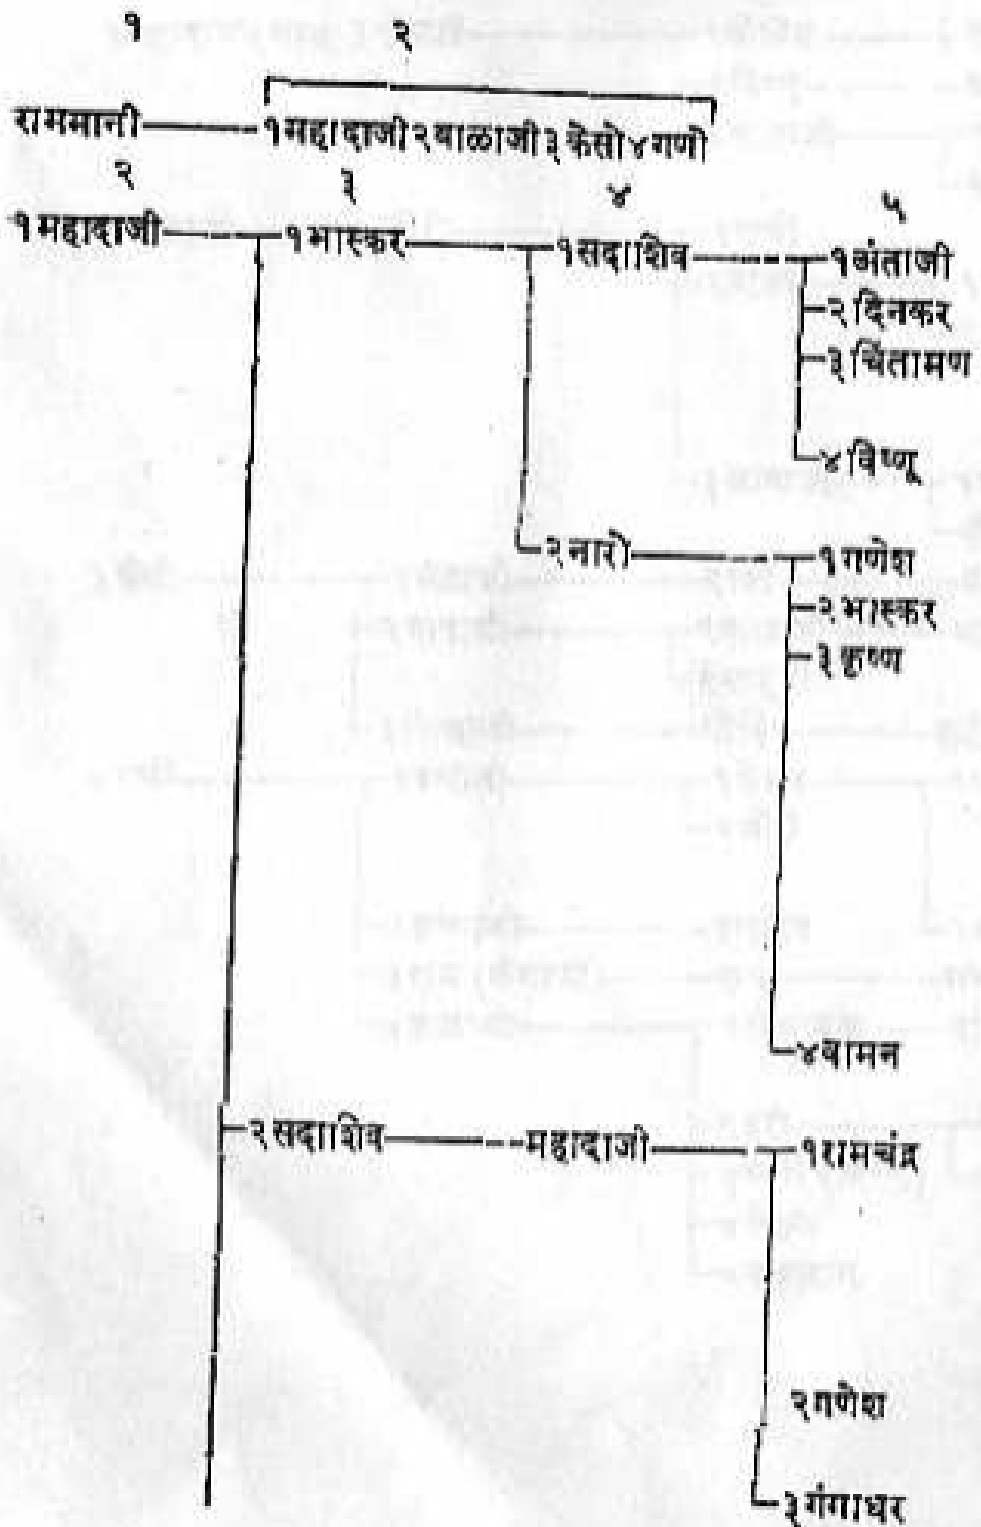 १ २
राममानी १महादाजी २बाळाजी ३केसो ४गणो
२ ३ ४ ५
१महादाजी १भास्कर १सदाशिव १अंताजी
२दिनकर
३चिंतामण
४विष्णू
२नारो १गणेश
२भास्कर
३कृष्ण
४वामन
२सदाशिव महादाजी १रामचंद्र
२गणेश
३गंगाधर